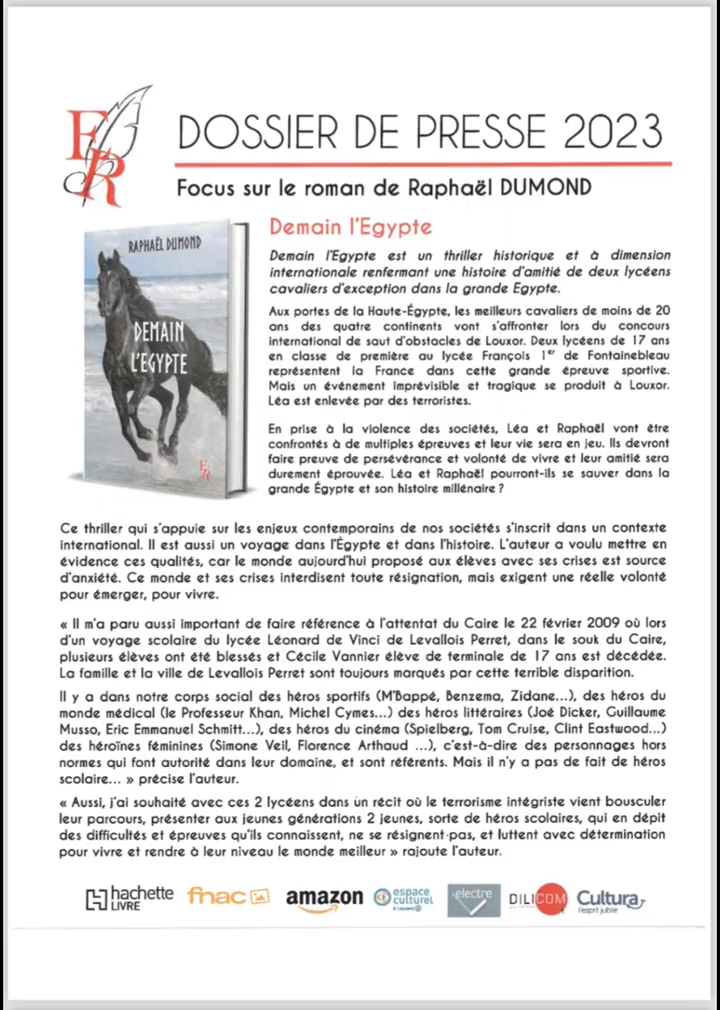 F
R
DOSSIER DE PRESSE 2023
Focus sur le roman de Raphaël DUMOND
RAPHAËL DUMOND
DEMAIN
L'EGYPTE
F
R
Demain l'Egypte
Demain l'Egypte est un thriller historique et à dimension
internationale renfermant une histoire d'amitié de deux lycéens
cavaliers d'exception dans la grande Egypte.
Aux portes de la Haute-Égypte, les meilleurs cavaliers de moins de 20
ans des quatre continents vont s'affronter lors du concours
international de saut d'obstacles de Louxor. Deux lycéens de 17 ans
en classe de première au lycée François 1er de Fontainebleau
représentent la France dans cette grande épreuve sportive.
Mais un événement imprévisible et tragique se produit à Louxor.
Léa est enlevée par des terroristes.
En prise à la violence des sociétés, Léa et Raphaël vont être
confrontés à de multiples épreuves et leur vie sera en jeu. Ils devront
faire preuve de persévérance et volonté de vivre et leur amitié sera
durement éprouvée. Léa et Raphaël pourront-ils se sauver dans la
grande Égypte et son histoire millénaire ?
Ce thriller qui s'appuie sur les enjeux contemporains de nos sociétés s'inscrit dans un contexte
international. Il est aussi un voyage dans l'Égypte et dans l'histoire. L'auteur a voulu mettre en
évidence ces qualités, car le monde aujourd'hui proposé aux élèves avec ses crises est source
d'anxiété. Ce monde et ses crises interdisent toute résignation, mais exigent une réelle volonté
pour émerger, pour vivre.
« Il m'a paru aussi important de faire référence à l'attentat du Caire le 22 février 2009 où lors
d'un voyage scolaire du lycée Léonard de Vinci de Levallois Perret, dans le souk du Caire,
plusieurs élèves ont été blessés et Cécile Vannier élève de terminale de 17 ans est décédée.
La famille et la ville de Levallois Perret sont toujours marqués par cette terrible disparition.
Il y a dans notre corps social des héros sportifs (M'Bappé, Benzema, Zidane...), des héros du
monde médical (le Professeur Khan, Michel Cymes...) des héros littéraires (Joé Dicker, Guillaume
Musso, Eric Emmanuel Schmitt...), des héros du cinéma (Spielberg, Tom Cruise, Clint Eastwood...)
des héroïnes féminines (Simone Veil, Florence Arthaud ...), c'est-à-dire des personnages hors
normes qui font autorité dans leur domaine, et sont référents. Mais il n'y a pas de fait de héros
scolaire... » précise l'auteur.
« Aussi, j'ai souhaité avec ces 2 lycéens dans un récit où le terrorisme intégriste vient bousculer
leur parcours, présenter aux jeunes générations 2 jeunes, sorte de héros scolaires, qui en dépit
des difficultés et épreuves qu'ils connaissent, ne se résignent pas, et luttent avec détermination
pour vivre et rendre à leur niveau le monde meilleur » rajoute l'auteur.
hachette
LIVRE
fnac
amazon
espace
culturel
E.Leclerc
electre
DILICOM
Cultura
l'esprit jubile